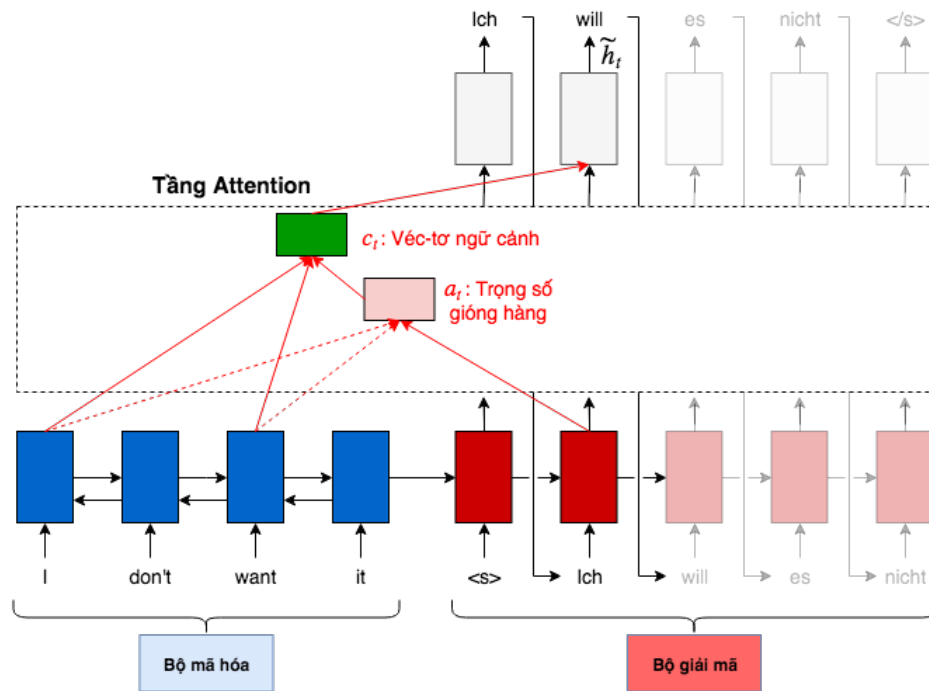 Ich will es nicht </s>
h̃ₜ
Tầng Attention
cₜ : Véc-tơ ngữ cảnh
aₜ : Trọng số
gióng hàng
I don't want it <s> Ich will es nicht
Bộ mã hóa Bộ giải mã